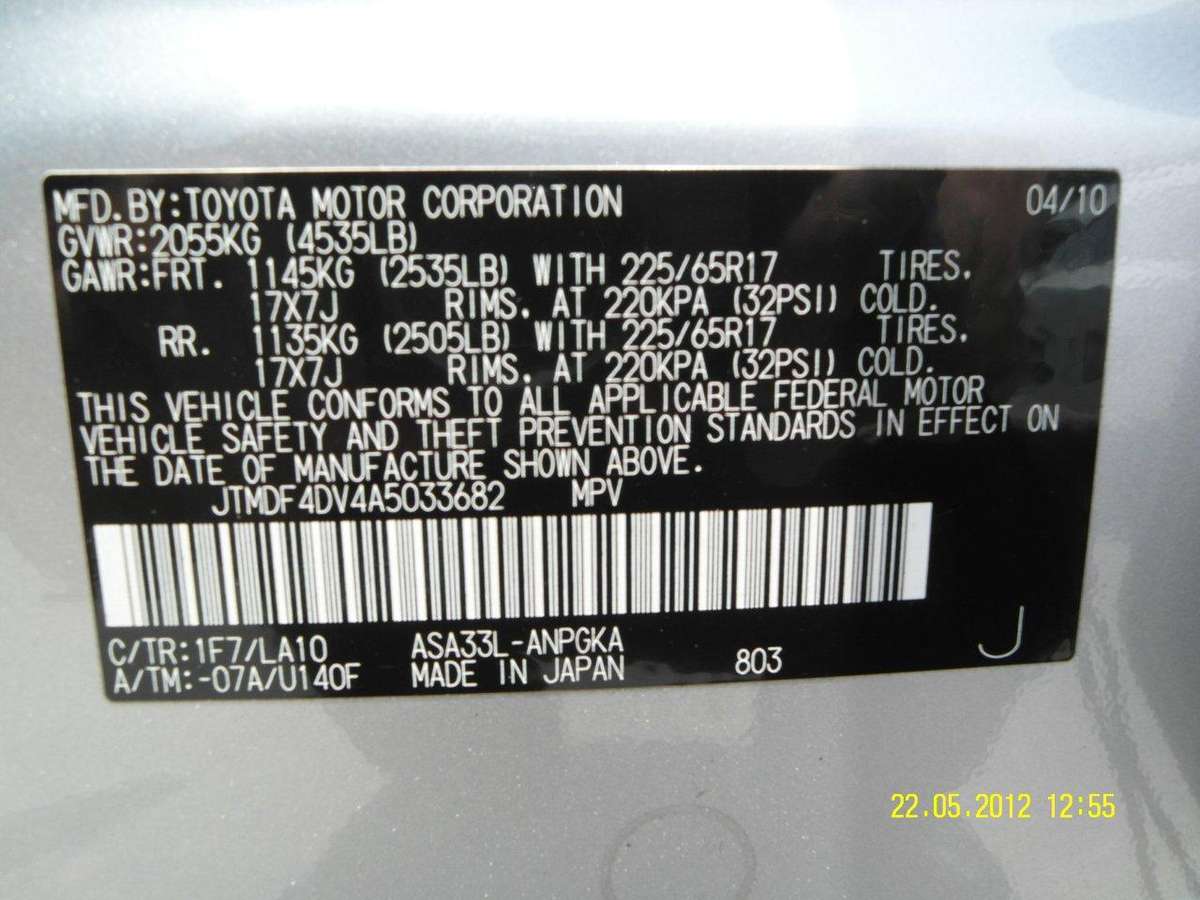 MFD.BY:TOYOTA MOTOR CORPORATION 04/10
GVWR:2055KG (4535LB)
GAWR:FRT. 1145KG (2535LB) WITH 225/65R17 TIRES.
17X7J RIMS. AT 220KPA (32PSI) COLD.
RR. 1135KG (2505LB) WITH 225/65R17 TIRES.
17X7J RIMS. AT 220KPA (32PSI) COLD.
THIS VEHICLE CONFORMS TO ALL APPLICABLE FEDERAL MOTOR
VEHICLE SAFETY AND THEFT PREVENTION STANDARDS IN EFFECT ON
THE DATE OF MANUFACTURE SHOWN ABOVE.
JTMDF4DV4A5033682 MPV
C/TR:1F7/LA10 ASA33L-ANPGKA
A/TM:-07A/U140F MADE IN JAPAN 803 J
22.05.2012 12:55